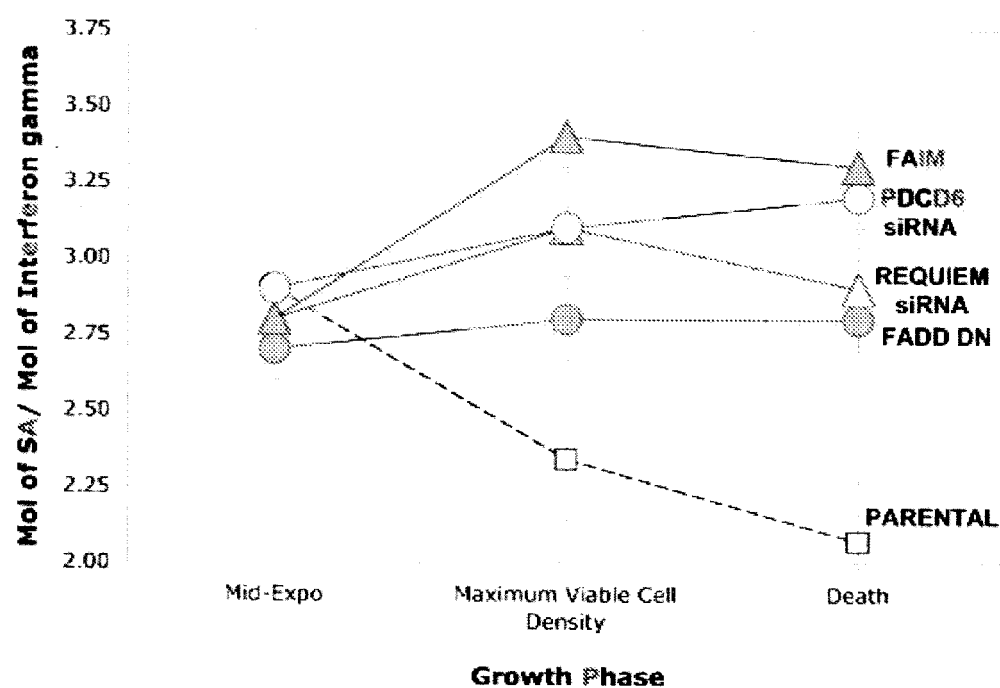 Mol of SA/ Mol of Interferon gamma
3.75
3.50
3.25
3.00
2.75
2.50
2.25
2.00
FAIM
PDCD6
siRNA
REQUIEM
siRNA
FADD DN
PARENTAL
Mid-Expo
Maximum Viable Cell
Density
Death
Growth Phase